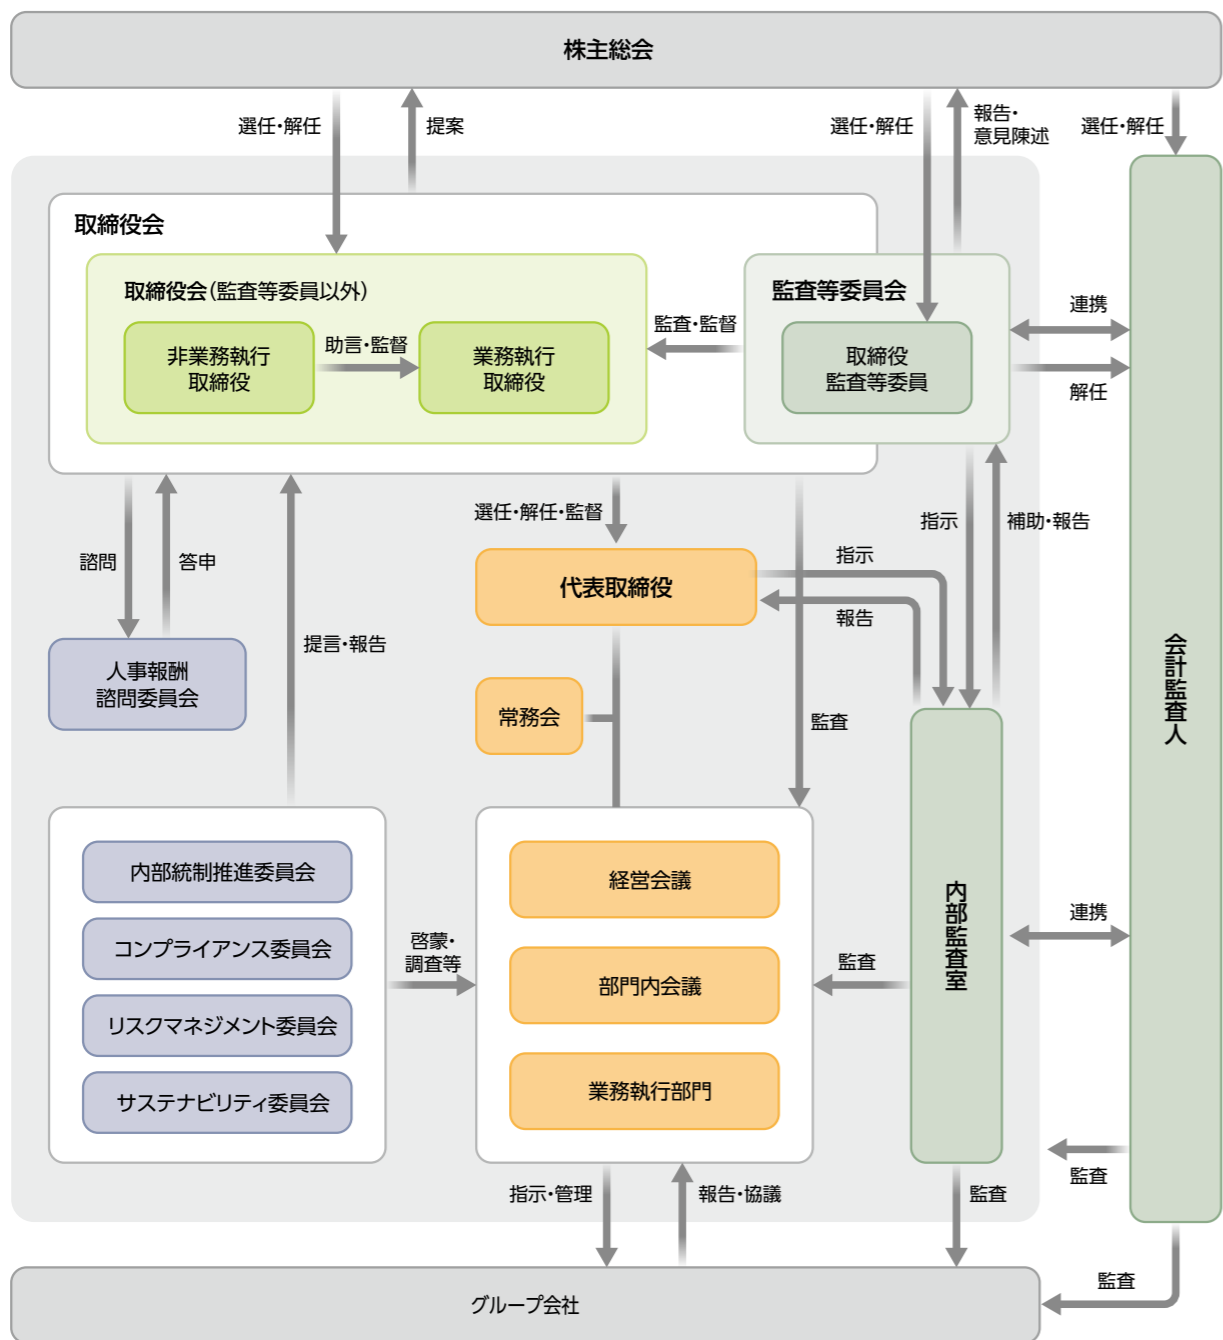 株主総会
選任・解任
提案
選任・解任
報告・
意見陳述
選任・解任
取締役会
取締役会(監査等委員以外)
非業務執行
取締役
助言・監督
業務執行
取締役
監査・監督
監査等委員会
取締役
監査等委員
連携
解任
諮問
答申
提言・報告
選任・解任・監督
監査
指示
補助・報告
代表取締役
指示
報告
人事報酬
諮問委員会
常務会
会計監査人
内部統制推進委員会
コンプライアンス委員会
リスクマネジメント委員会
サステナビリティ委員会
啓蒙・
調査等
経営会議
部門内会議
業務執行部門
監査
内部監査室
連携
監査
指示・管理
報告・協議
監査
監査
グループ会社